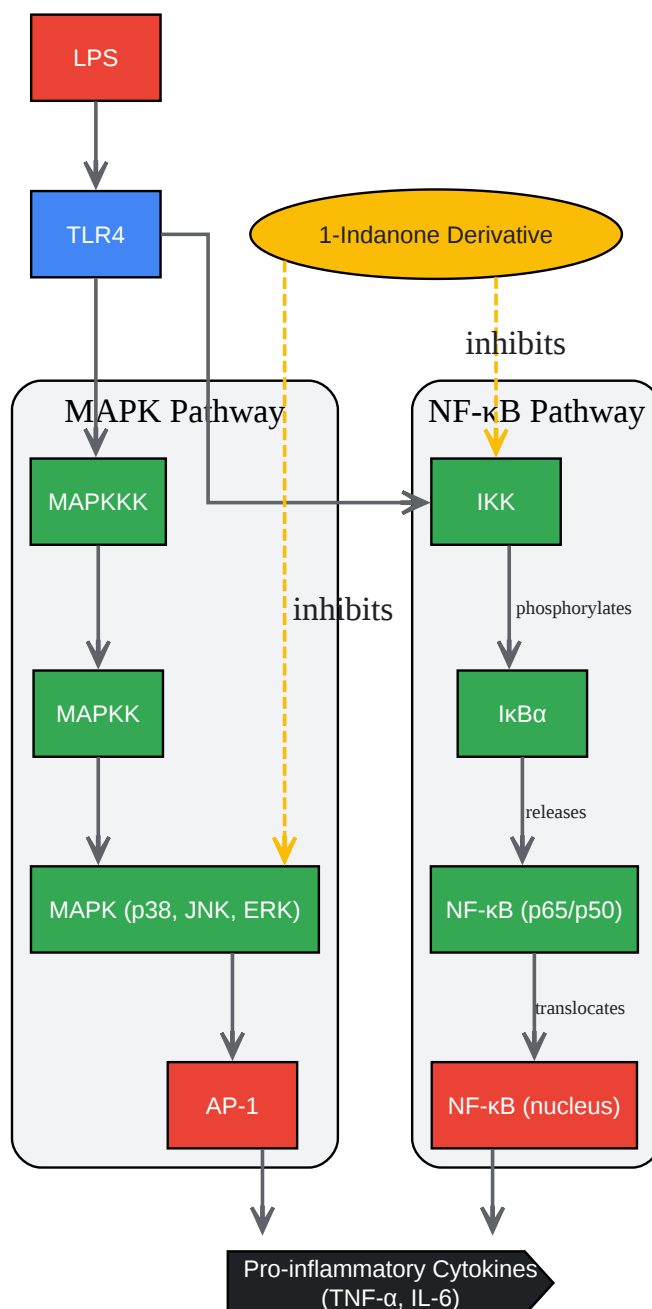 LPS
TLR4
1-Indanone Derivative
inhibits
MAPK Pathway
NF-κB Pathway
MAPKKK
IKK
inhibits
phosphorylates
MAPKK
IκBα
releases
MAPK (p38, JNK, ERK)
NF-κB (p65/p50)
translocates
AP-1
NF-κB (nucleus)
Pro-inflammatory Cytokines
(TNF-α, IL-6)